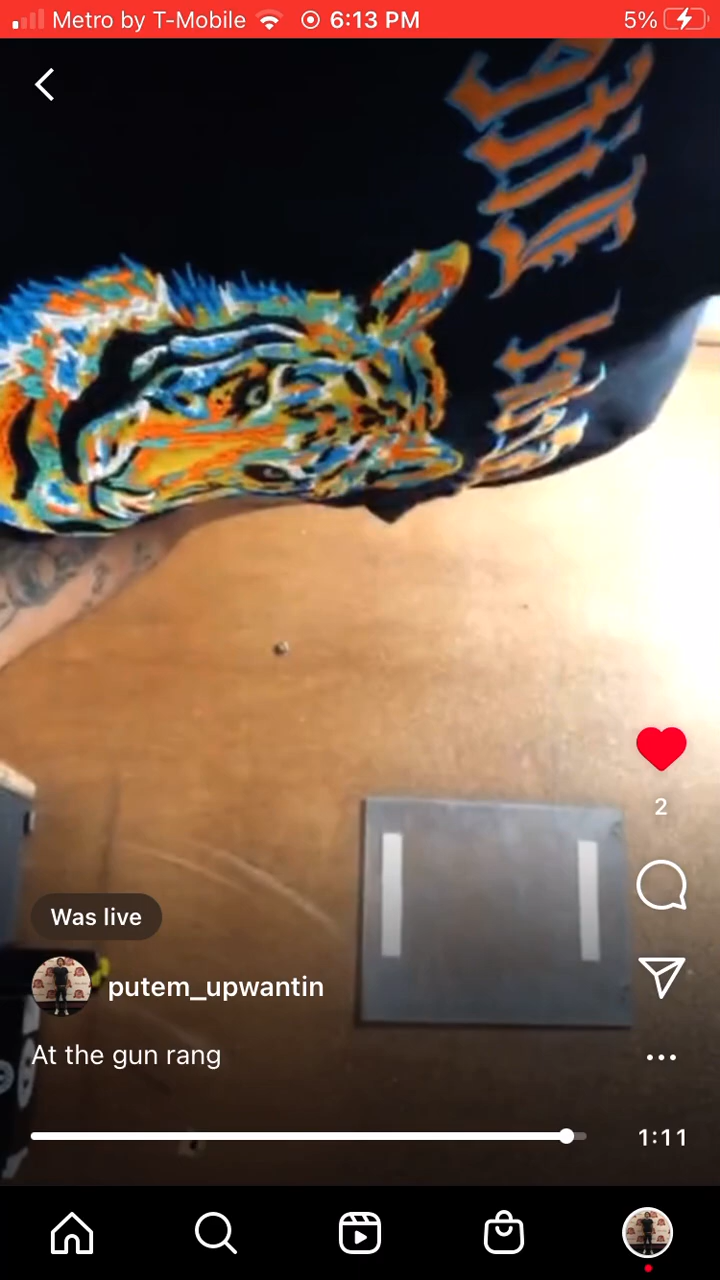 Metro by T-Mobile 6:13 PM 5%
2
Was live
putem_upwantin
At the gun rang
1:11